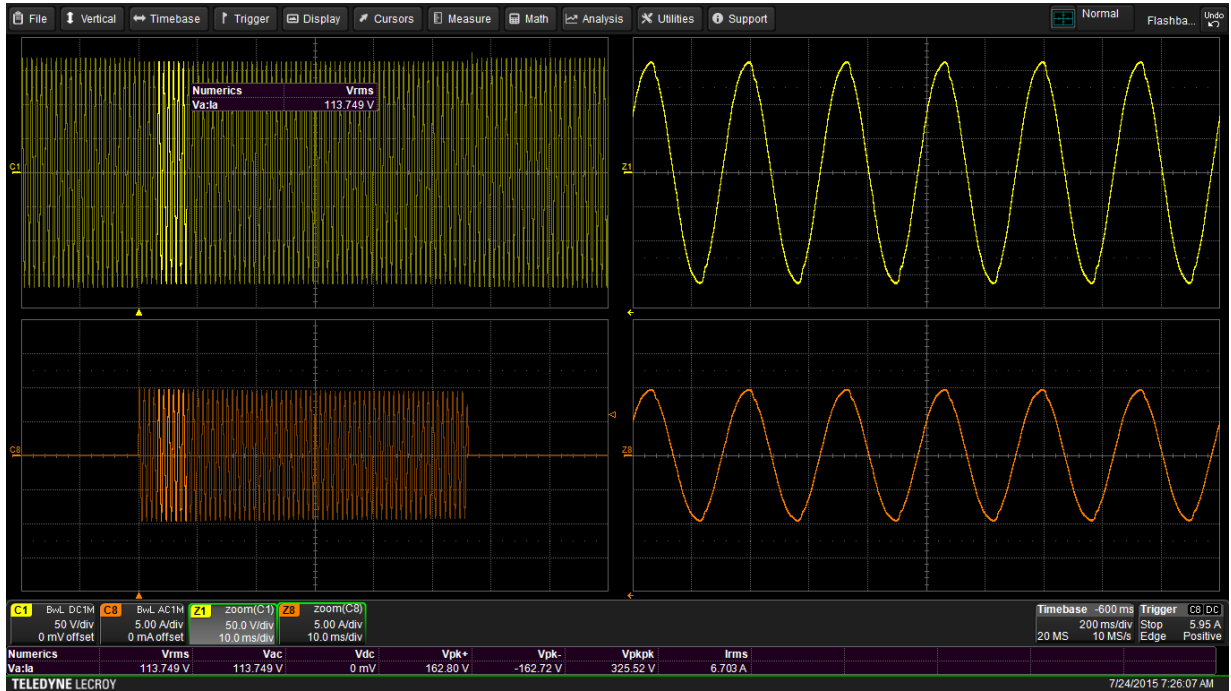 File Vertical Timebase Trigger Display Cursors Measure Math Analysis Utilities Support Normal Flashba... Undo
Numerics Vrms
Va:Ia 113.749 V
C1 Z1
C8 Z8
C1 BwL DC1M C8 BwL AC1M Z1 zoom(C1) Z8 zoom(C8) Timebase -600 ms Trigger C8 DC
50 V/div 5.00 A/div 50.0 V/div 5.00 A/div 200 ms/div Stop 5.95 A
0 mV offset 0 mA offset 10.0 ms/div 10.0 ms/div 20 MS 10 MS/s Edge Positive
Numerics Vrms Vac Vdc Vpk+ Vpk- Vpkpk Irms
Va:Ia 113.749 V 113.749 V 0 mV 162.80 V -162.72 V 325.52 V 6.703 A
TELEDYNE LECROY 7/24/2015 7:26:07 AM